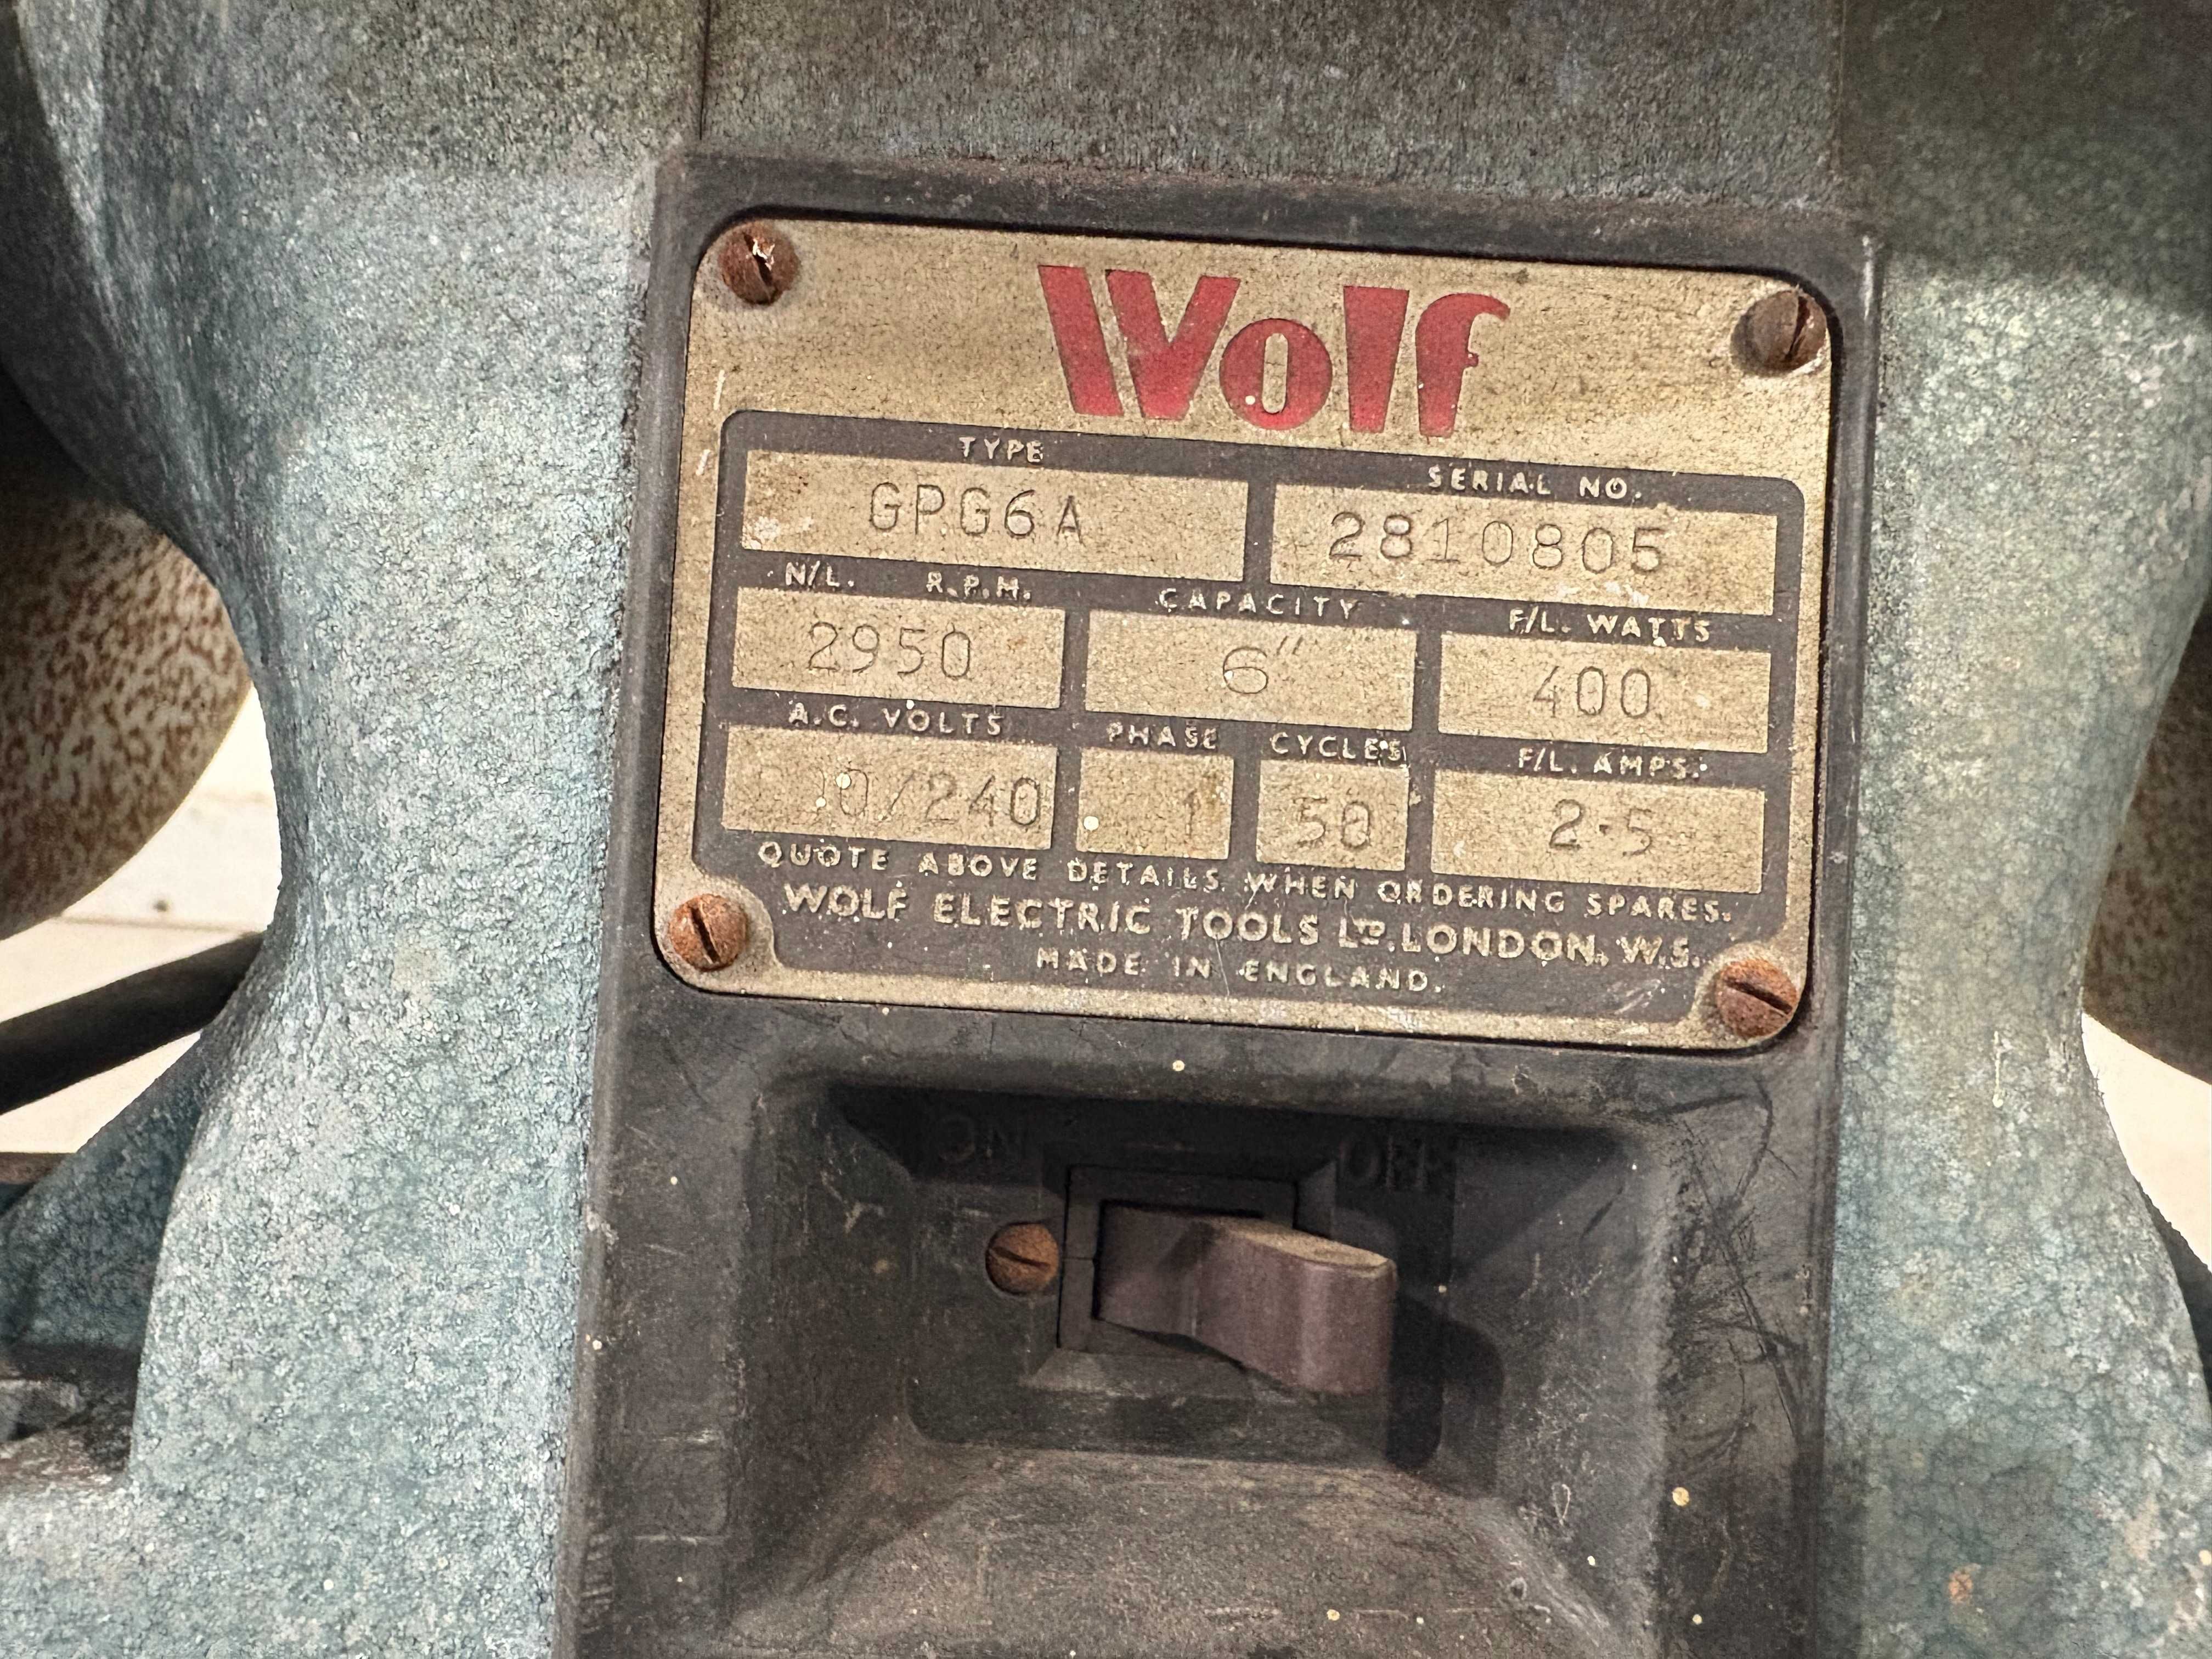 Wolf
TYPE SERIAL NO.
GPG6A 2810805
N/L. R.P.M. CAPACITY F/L. WATTS
2950 6" 400
A.C. VOLTS PHASE CYCLES F/L. AMPS.
/240 1 50 2·5
QUOTE ABOVE DETAILS WHEN ORDERING SPARES.
WOLF ELECTRIC TOOLS LTD. LONDON, W.5.
MADE IN ENGLAND.
ON OFF